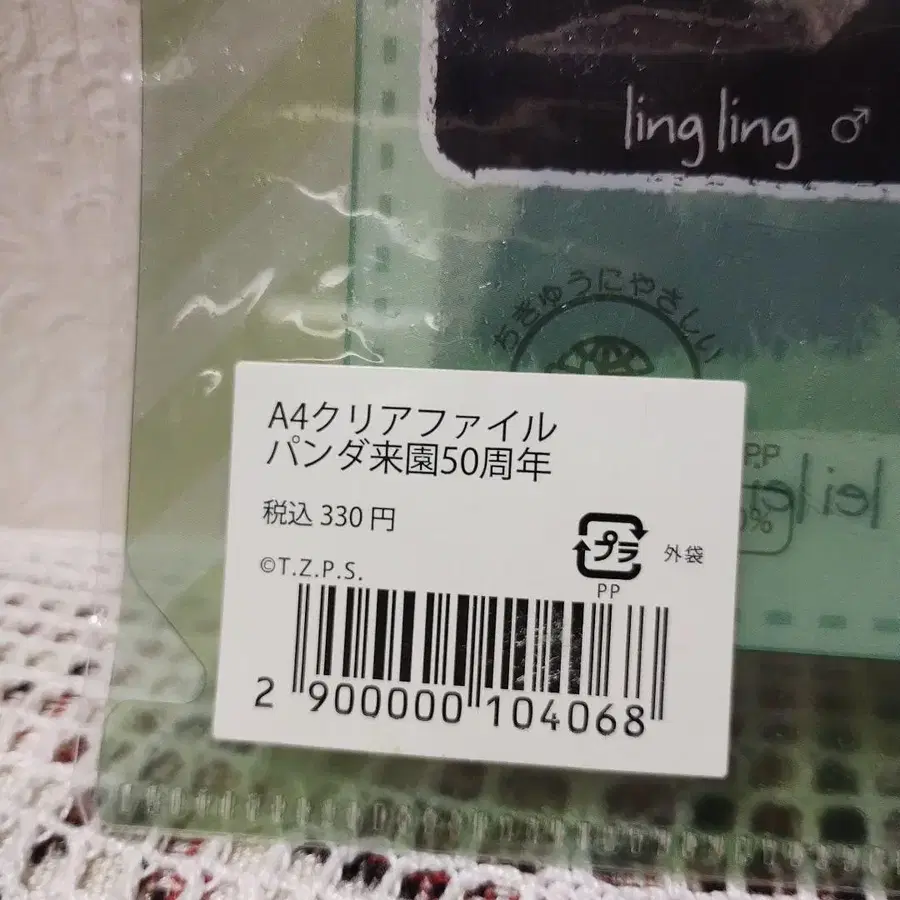 ling ling ♂
ちきゅうにやさしい
A4クリアファイル
パンダ来園50周年
税込 330 円
プラ
外袋
PP
©T.Z.P.S.
2 900000 104068
PP